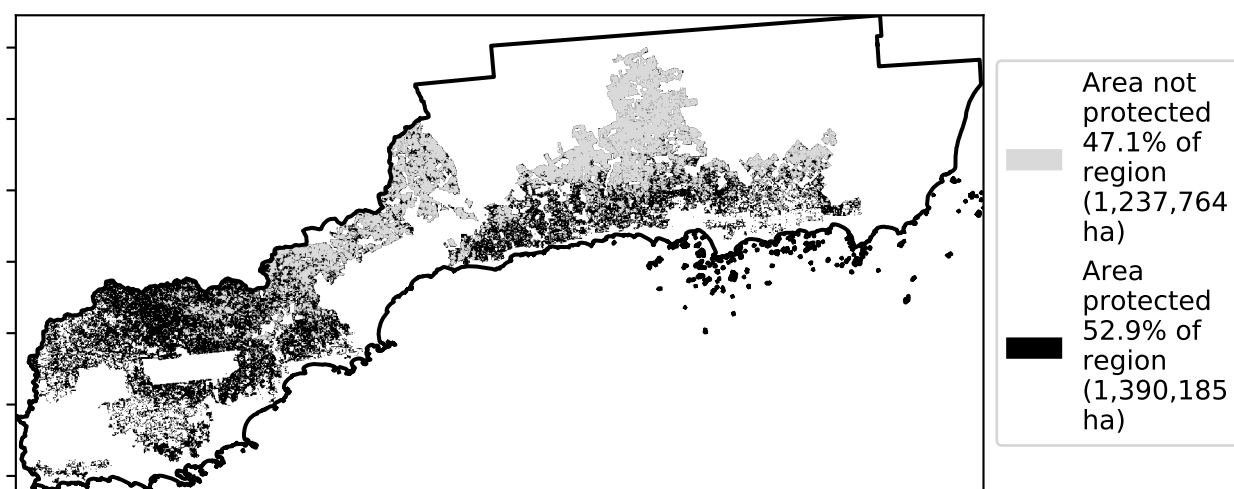 Area not
protected
47.1% of
region
(1,237,764
ha)
Area
protected
52.9% of
region
(1,390,185
ha)